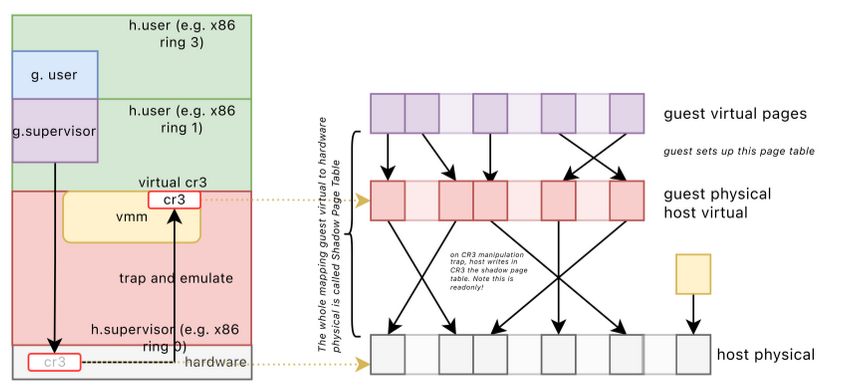 h.user (e.g. x86
ring 3)
g. user
h.user (e.g. x86
ring 1)
g.supervisor
virtual cr3
cr3
vmm
trap and emulate
h.supervisor (e.g. x86
ring 0)
cr3
hardware
The whole mapping guest virtual to hardware
physical is called Shadow Page Table
guest virtual pages
guest sets up this page table
guest physical
host virtual
on CR3 manipulation
trap, host writes in
CR3 the shadow page
table. Note this is
readonly!
host physical